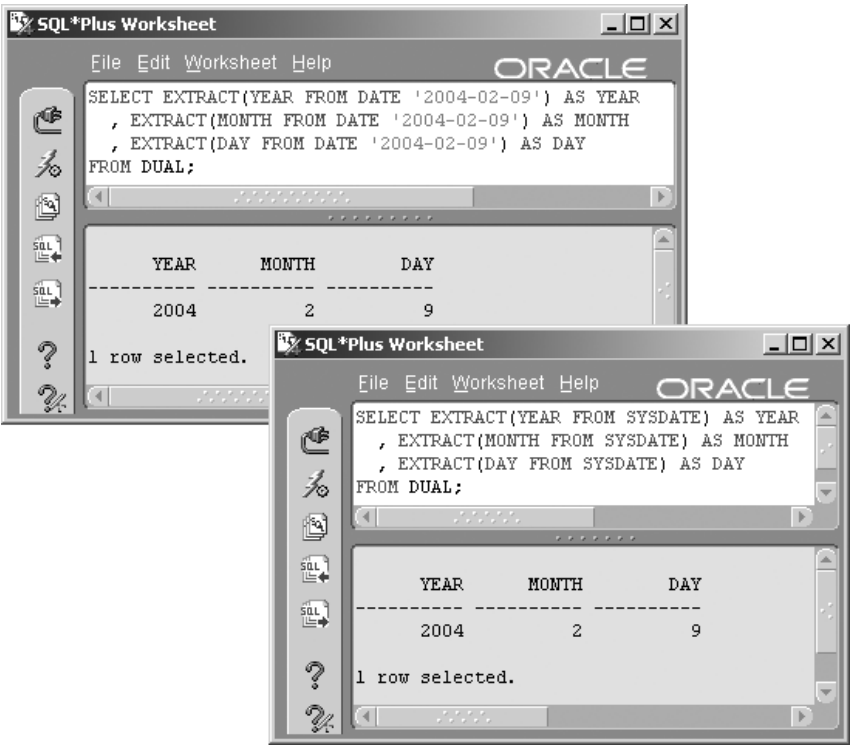 SQL*Plus Worksheet
File Edit Worksheet Help
ORACLE
SELECT EXTRACT(YEAR FROM DATE '2004-02-09') AS YEAR
, EXTRACT(MONTH FROM DATE '2004-02-09') AS MONTH
, EXTRACT(DAY FROM DATE '2004-02-09') AS DAY
FROM DUAL;
SQL
SQL
YEAR MONTH DAY
---------- ---------- ----------
2004 2 9
1 row selected.
SQL*Plus Worksheet
File Edit Worksheet Help
ORACLE
SELECT EXTRACT(YEAR FROM SYSDATE) AS YEAR
, EXTRACT(MONTH FROM SYSDATE) AS MONTH
, EXTRACT(DAY FROM SYSDATE) AS DAY
FROM DUAL;
SQL
SQL
YEAR MONTH DAY
---------- ---------- ----------
2004 2 9
1 row selected.